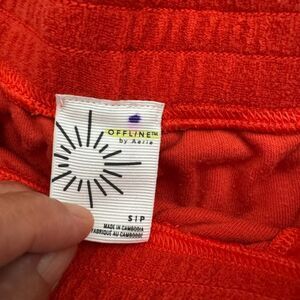 OFFLINE™
by Aerie
S | P
MADE IN CAMBODIA
FABRIQUÉ AU CAMBODGE